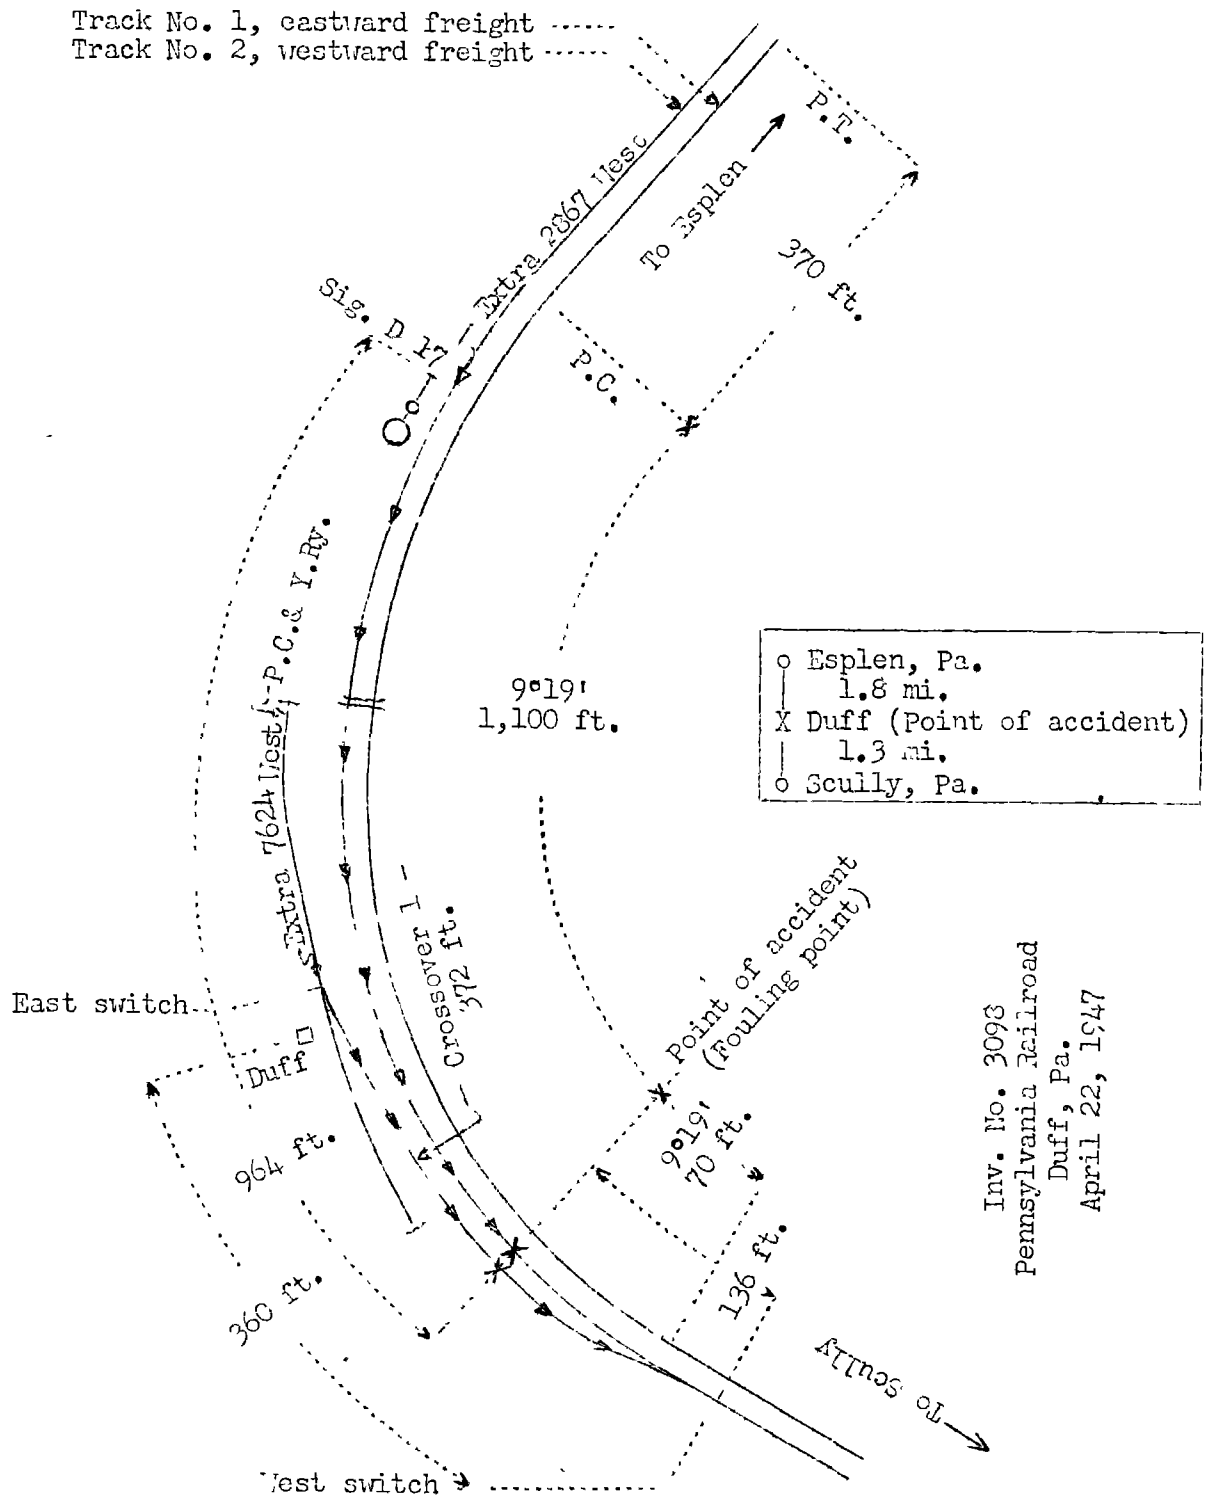 Track No. 1, eastward freight
Track No. 2, westward freight
P.T.
To Esplen
Extra 2867 West
370 ft.
Sig. D 17
P.C.
P.C.& Y.Ry.
Extra 7624 West
9°19'
1,100 ft.
o Esplen, Pa.
1.8 mi.
X Duff (Point of accident)
1.3 mi.
o Scully, Pa.
Crossover 1
372 ft.
East switch
Duff
Point of accident
(Fouling point)
9°19'
70 ft.
964 ft.
136 ft.
360 ft.
To Scully
West switch
Inv. No. 3098
Pennsylvania Railroad
Duff, Pa.
April 22, 1947